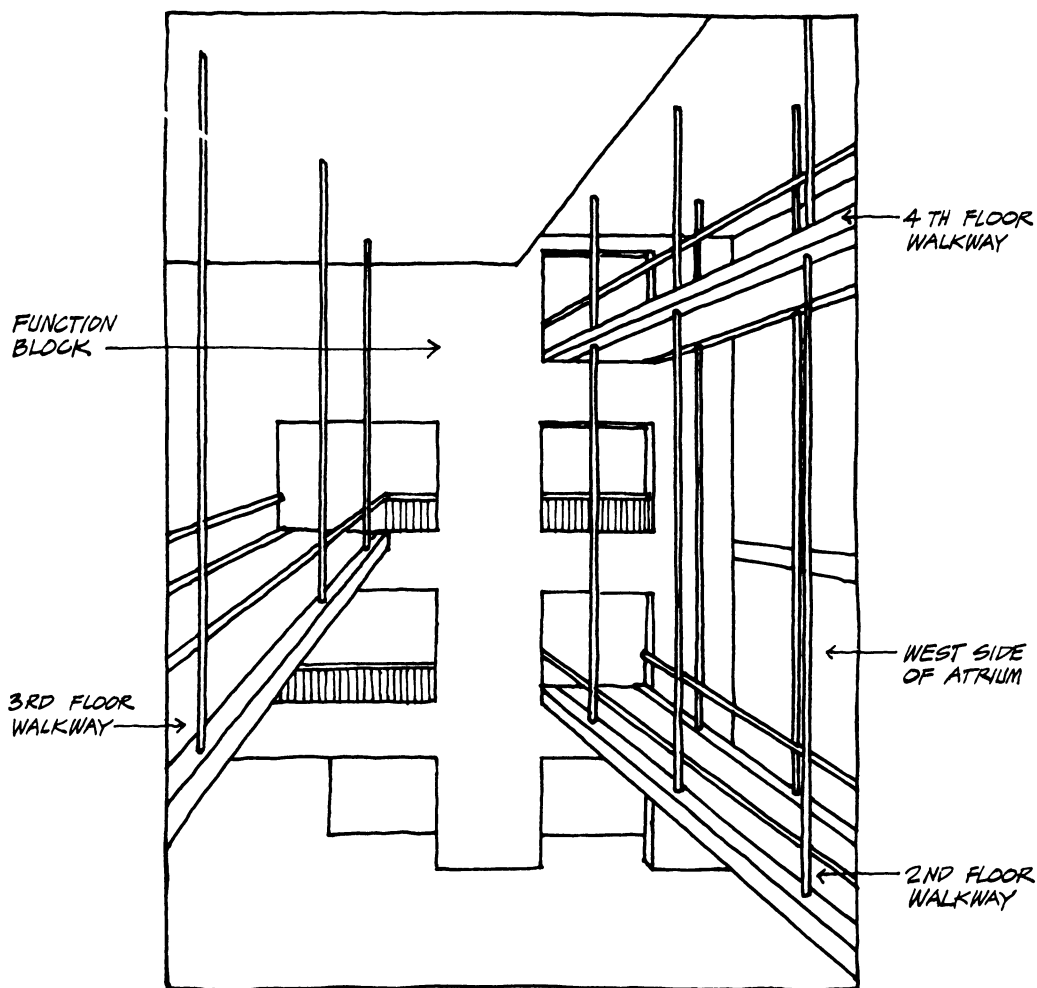 4 TH FLOOR
WALKWAY
FUNCTION
BLOCK
WEST SIDE
OF ATRIUM
3RD FLOOR
WALKWAY
2ND FLOOR
WALKWAY